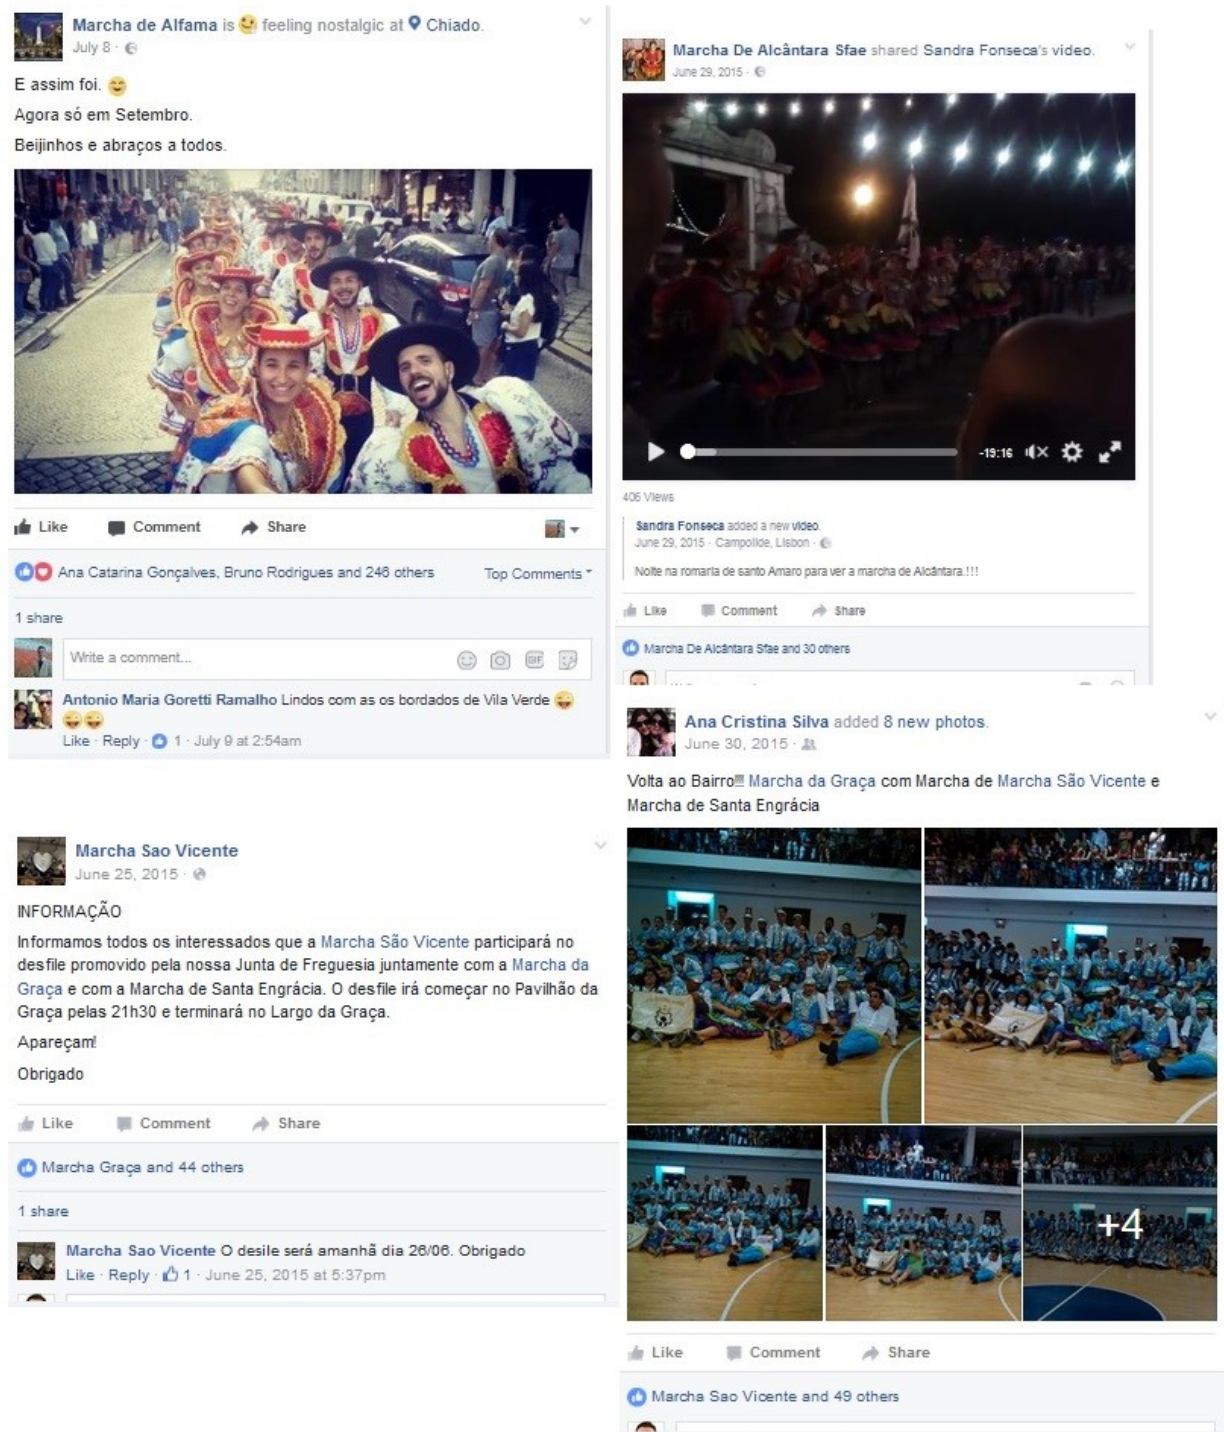 Marcha de Alfama is feeling nostalgic at Chiado.
July 8 ·
E assim foi.
Agora só em Setembro.
Beijinhos e abraços a todos.
Like Comment Share
Ana Catarina Gonçalves, Bruno Rodrigues and 246 others Top Comments
1 share
Write a comment...
GIF
Antonio Maria Goretti Ramalho Lindos com as os bordados de Vila Verde
Like · Reply · 1 · July 9 at 2:54am
Marcha De Alcântara Sfae shared Sandra Fonseca's video.
June 29, 2015 ·
-19:16
406 Views
Sandra Fonseca added a new video.
June 29, 2015 · Campolide, Lisbon ·
Noite na romaria de santo Amaro para ver a marcha de Alcântara.!!!
Like Comment Share
Marcha De Alcântara Sfae and 30 others
Marcha Sao Vicente
June 25, 2015 ·
INFORMAÇÃO
Informamos todos os interessados que a Marcha São Vicente participará no
desfile promovido pela nossa Junta de Freguesia juntamente com a Marcha da
Graça e com a Marcha de Santa Engrácia. O desfile irá começar no Pavilhão da
Graça pelas 21h30 e terminará no Largo da Graça.
Apareçam!
Obrigado
Like Comment Share
Marcha Graça and 44 others
1 share
Marcha Sao Vicente O desile será amanhã dia 26/06. Obrigado
Like · Reply · 1 · June 25, 2015 at 5:37pm
Ana Cristina Silva added 8 new photos.
June 30, 2015 ·
Volta ao Bairro!!! Marcha da Graça com Marcha de Marcha São Vicente e
Marcha de Santa Engrácia
+4
Like Comment Share
Marcha Sao Vicente and 49 others